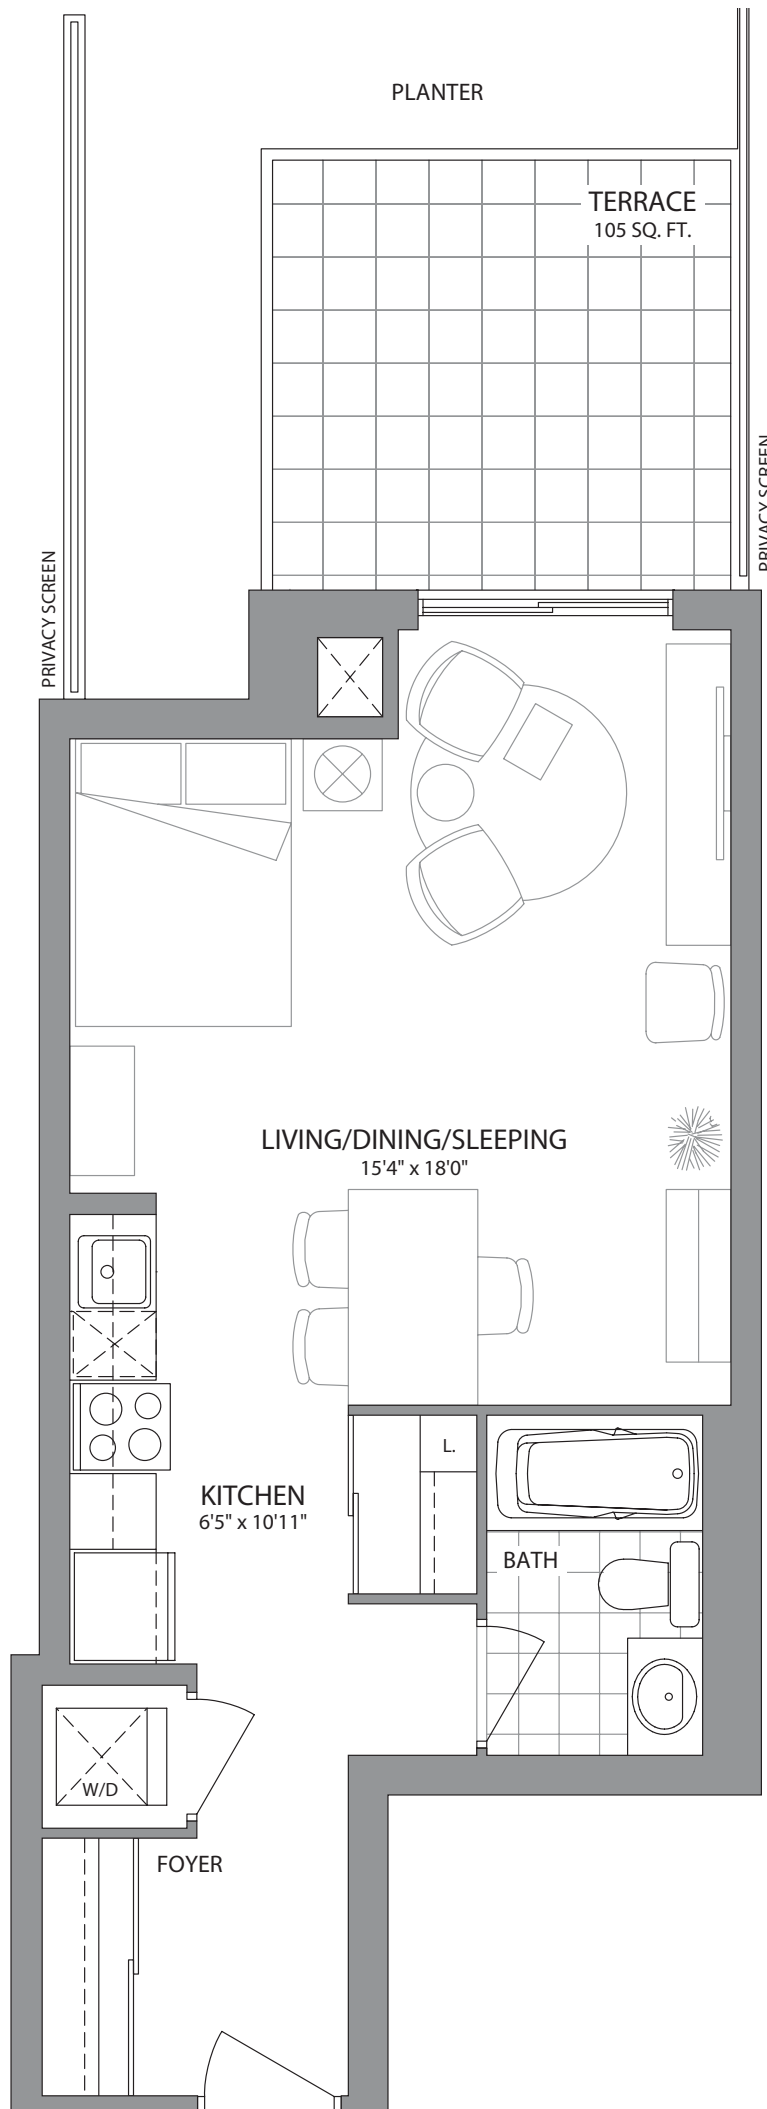 PLANTER
TERRACE
105 SQ. FT.
PRIVACY SCREEN
PRIVACY SCREEN
LIVING/DINING/SLEEPING
15'4" x 18'0"
L.
KITCHEN
6'5" x 10'11"
BATH
W/D
FOYER